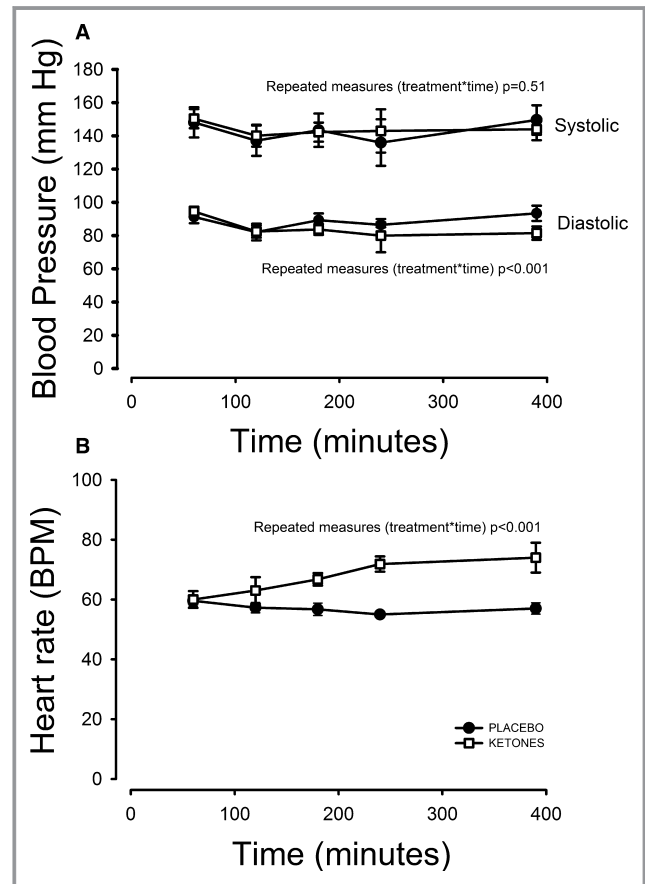 A
Blood Pressure (mm Hg)
180
160
140
120
100
80
60
40
20
0
Repeated measures (treatment*time) p=0.51
Systolic
Diastolic
Repeated measures (treatment*time) p<0.001
0 100 200 300 400
Time (minutes)
B
Heart rate (BPM)
100
80
60
40
20
0
Repeated measures (treatment*time) p<0.001
PLACEBO
KETONES
0 100 200 300 400
Time (minutes)